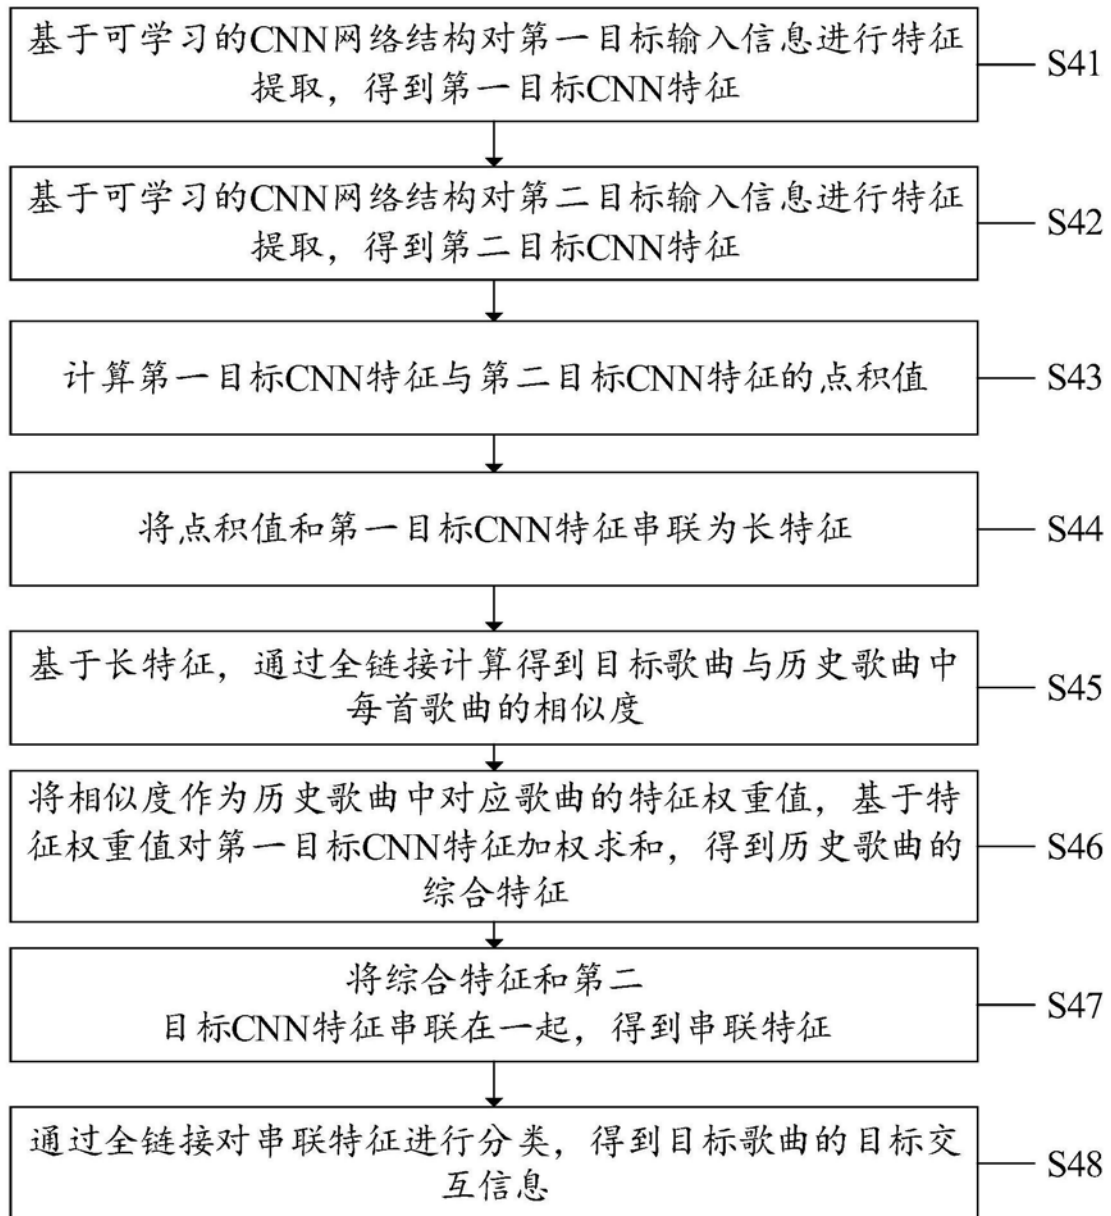 基于可学习的CNN网络结构对第一目标输入信息进行特征
提取，得到第一目标CNN特征
S41
基于可学习的CNN网络结构对第二目标输入信息进行特征
提取，得到第二目标CNN特征
S42
计算第一目标CNN特征与第二目标CNN特征的点积值
S43
将点积值和第一目标CNN特征串联为长特征
S44
基于长特征，通过全链接计算得到目标歌曲与历史歌曲中
每首歌曲的相似度
S45
将相似度作为历史歌曲中对应歌曲的特征权重值，基于特
征权重值对第一目标CNN特征加权求和，得到历史歌曲的
综合特征
S46
将综合特征和第二
目标CNN特征串联在一起，得到串联特征
S47
通过全链接对串联特征进行分类，得到目标歌曲的目标交
互信息
S48